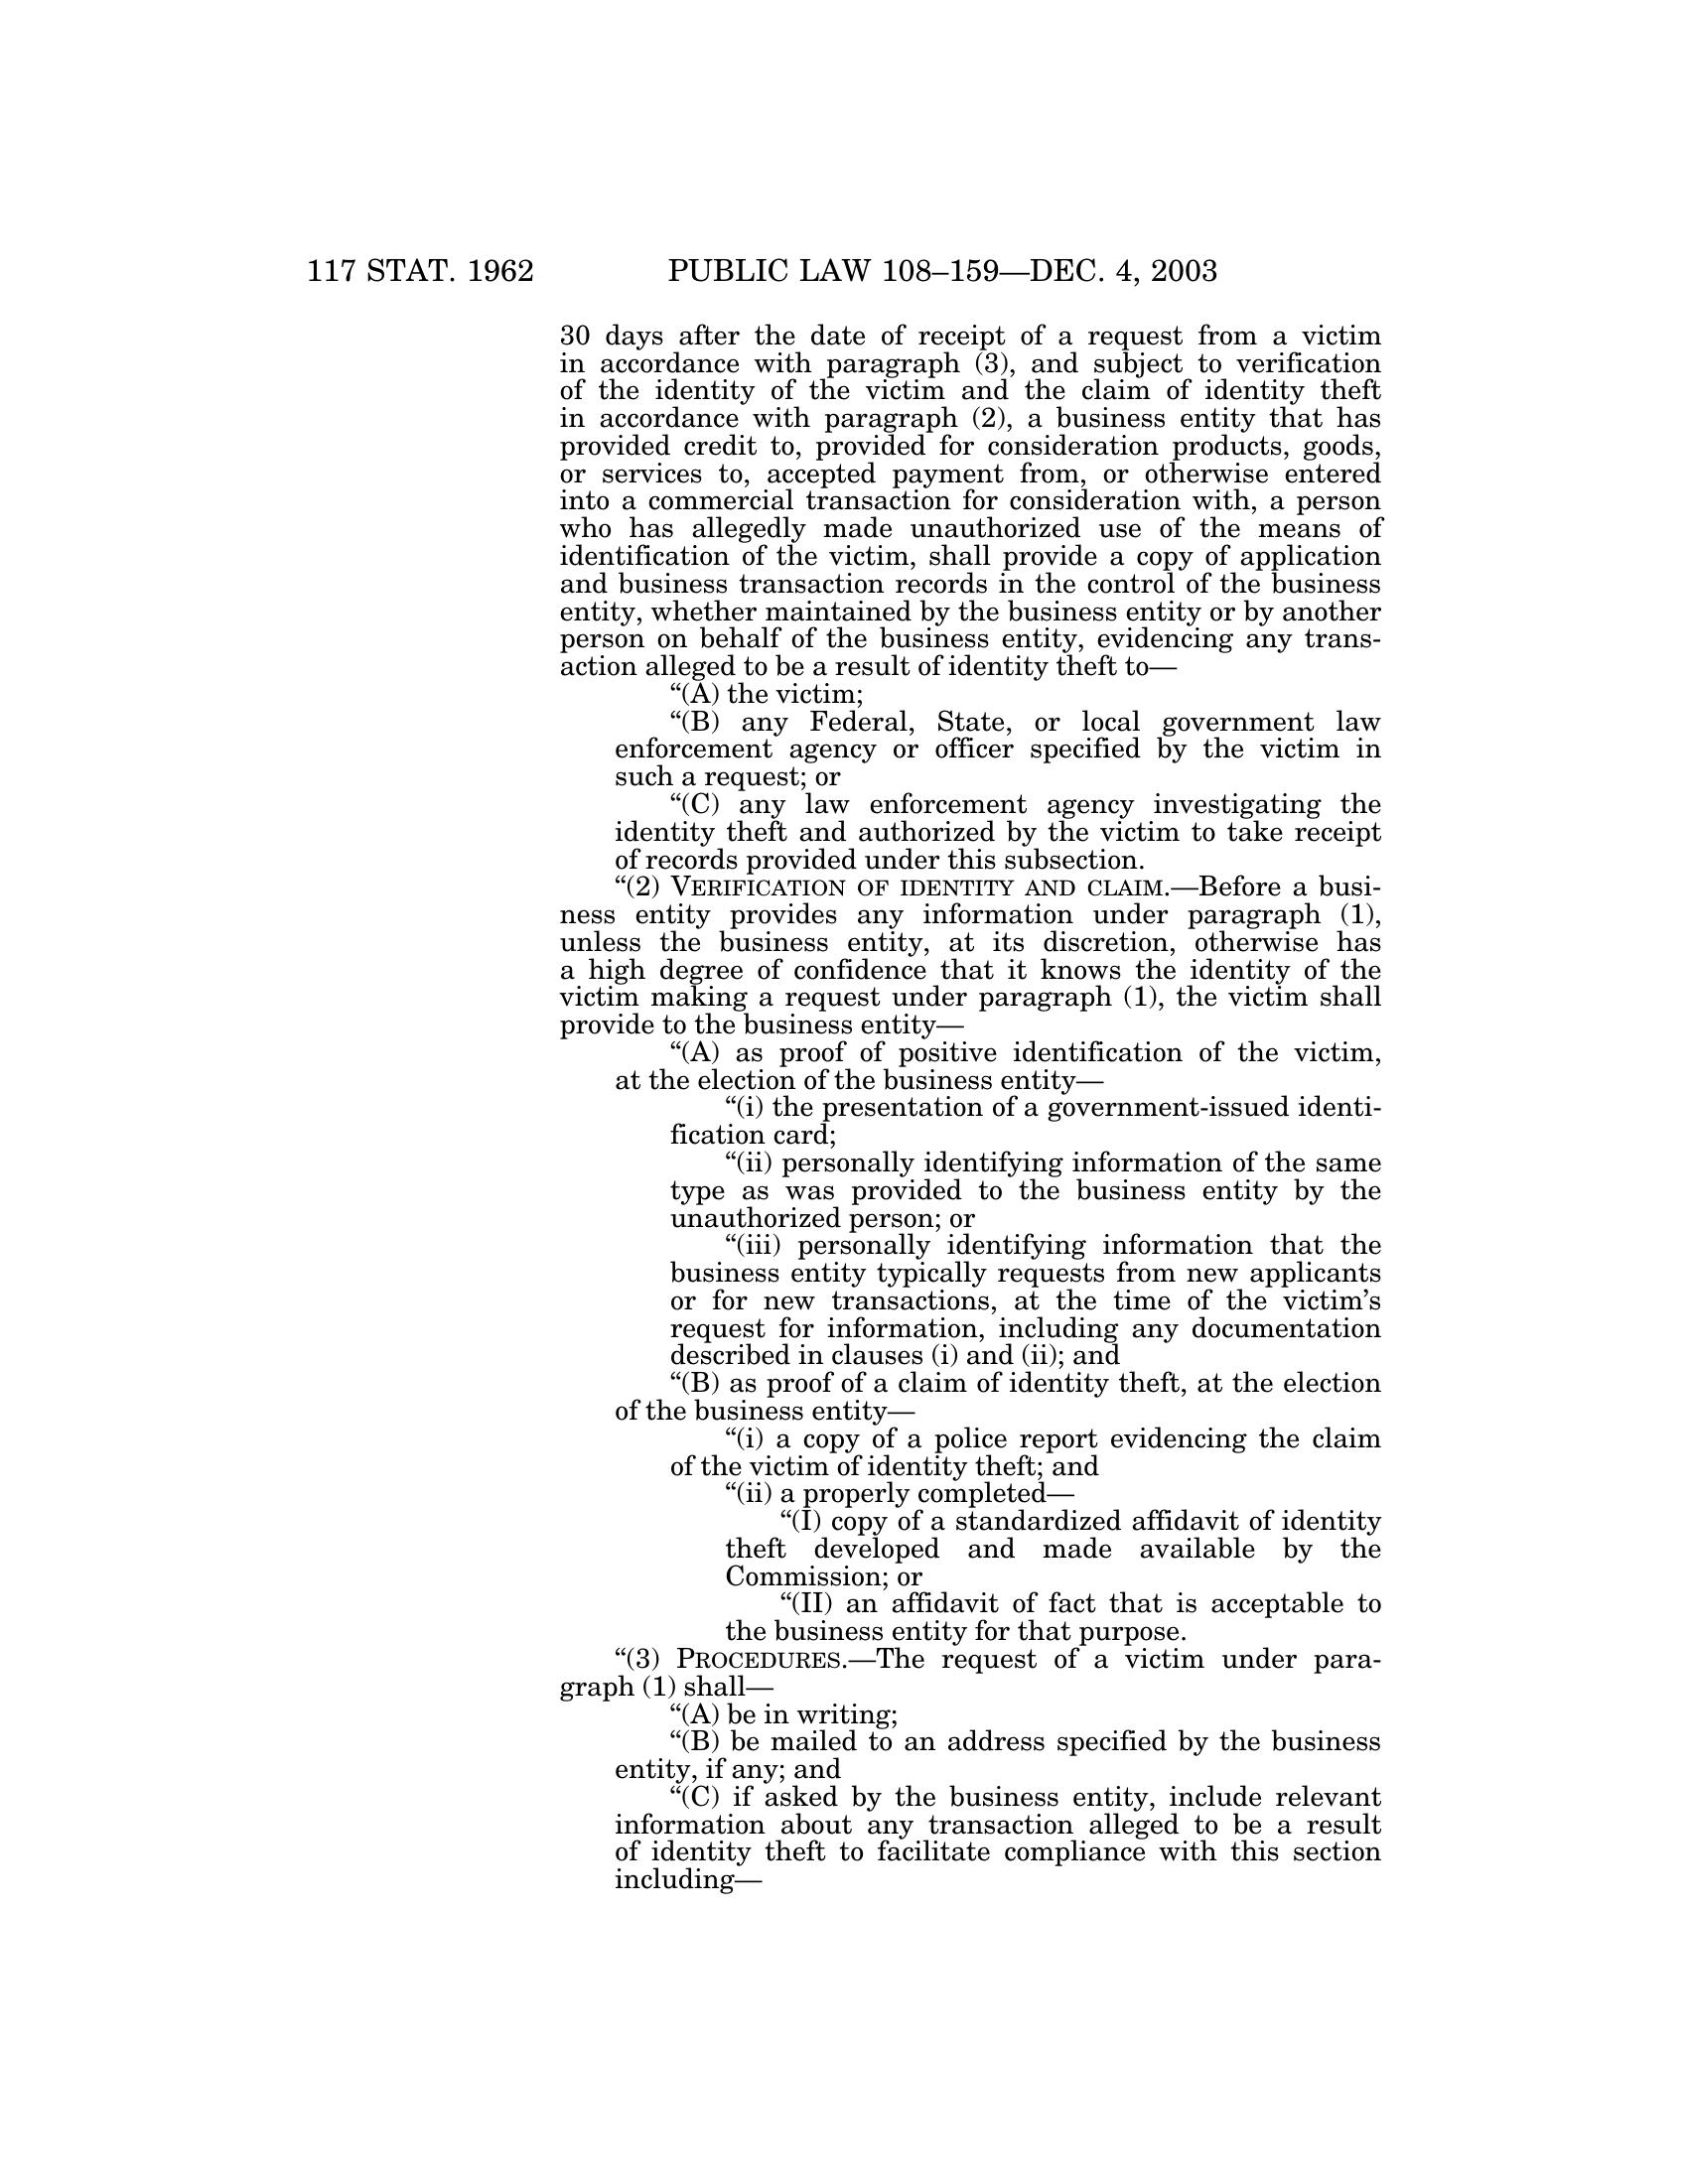 117 STAT. 1962 PUBLIC LAW 108–159—DEC. 4, 2003
30 days after the date of receipt of a request from a victim
in accordance with paragraph (3), and subject to verification
of the identity of the victim and the claim of identity theft
in accordance with paragraph (2), a business entity that has
provided credit to, provided for consideration products, goods,
or services to, accepted payment from, or otherwise entered
into a commercial transaction for consideration with, a person
who has allegedly made unauthorized use of the means of
identification of the victim, shall provide a copy of application
and business transaction records in the control of the business
entity, whether maintained by the business entity or by another
person on behalf of the business entity, evidencing any trans-
action alleged to be a result of identity theft to—
“(A) the victim;
“(B) any Federal, State, or local government law
enforcement agency or officer specified by the victim in
such a request; or
“(C) any law enforcement agency investigating the
identity theft and authorized by the victim to take receipt
of records provided under this subsection.
“(2) VERIFICATION OF IDENTITY AND CLAIM.—Before a busi-
ness entity provides any information under paragraph (1),
unless the business entity, at its discretion, otherwise has
a high degree of confidence that it knows the identity of the
victim making a request under paragraph (1), the victim shall
provide to the business entity—
“(A) as proof of positive identification of the victim,
at the election of the business entity—
“(i) the presentation of a government-issued identi-
fication card;
“(ii) personally identifying information of the same
type as was provided to the business entity by the
unauthorized person; or
“(iii) personally identifying information that the
business entity typically requests from new applicants
or for new transactions, at the time of the victim’s
request for information, including any documentation
described in clauses (i) and (ii); and
“(B) as proof of a claim of identity theft, at the election
of the business entity—
“(i) a copy of a police report evidencing the claim
of the victim of identity theft; and
“(ii) a properly completed—
“(I) copy of a standardized affidavit of identity
theft developed and made available by the
Commission; or
“(II) an affidavit of fact that is acceptable to
the business entity for that purpose.
“(3) PROCEDURES.—The request of a victim under para-
graph (1) shall—
“(A) be in writing;
“(B) be mailed to an address specified by the business
entity, if any; and
“(C) if asked by the business entity, include relevant
information about any transaction alleged to be a result
of identity theft to facilitate compliance with this section
including—